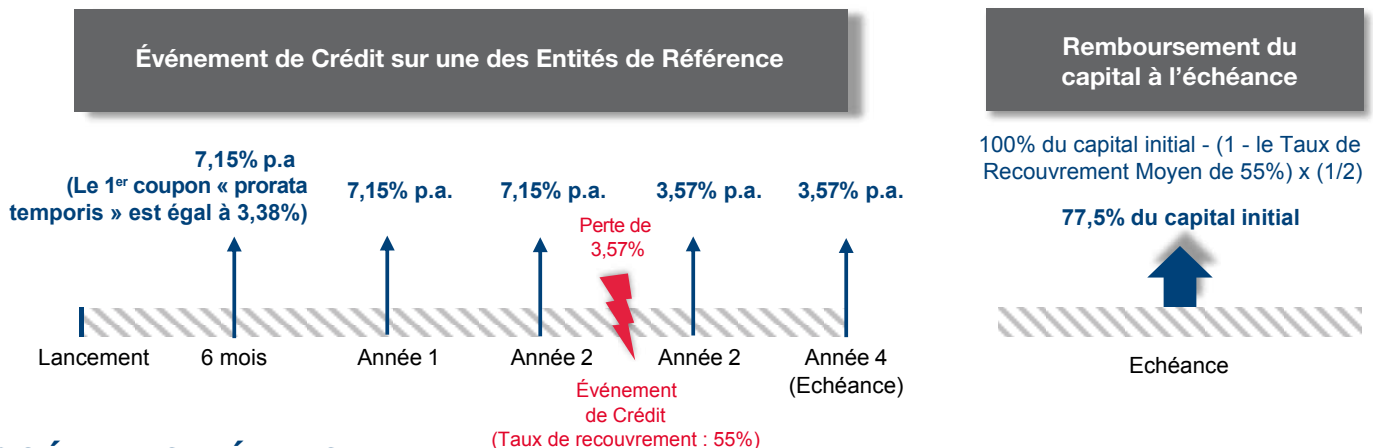 Événement de Crédit sur une des Entités de Référence
Remboursement du
capital à l'échéance
7,15% p.a
(Le 1er coupon « prorata
temporis » est égal à 3,38%)
7,15% p.a.
7,15% p.a.
3,57% p.a.
3,57% p.a.
Perte de
3,57%
100% du capital initial - (1 - le Taux de
Recouvrement Moyen de 55%) x (1/2)
77,5% du capital initial
Lancement
6 mois
Année 1
Année 2
Année 2
Année 4
(Echéance)
Echéance
Événement
de Crédit
(Taux de recouvrement : 55%)